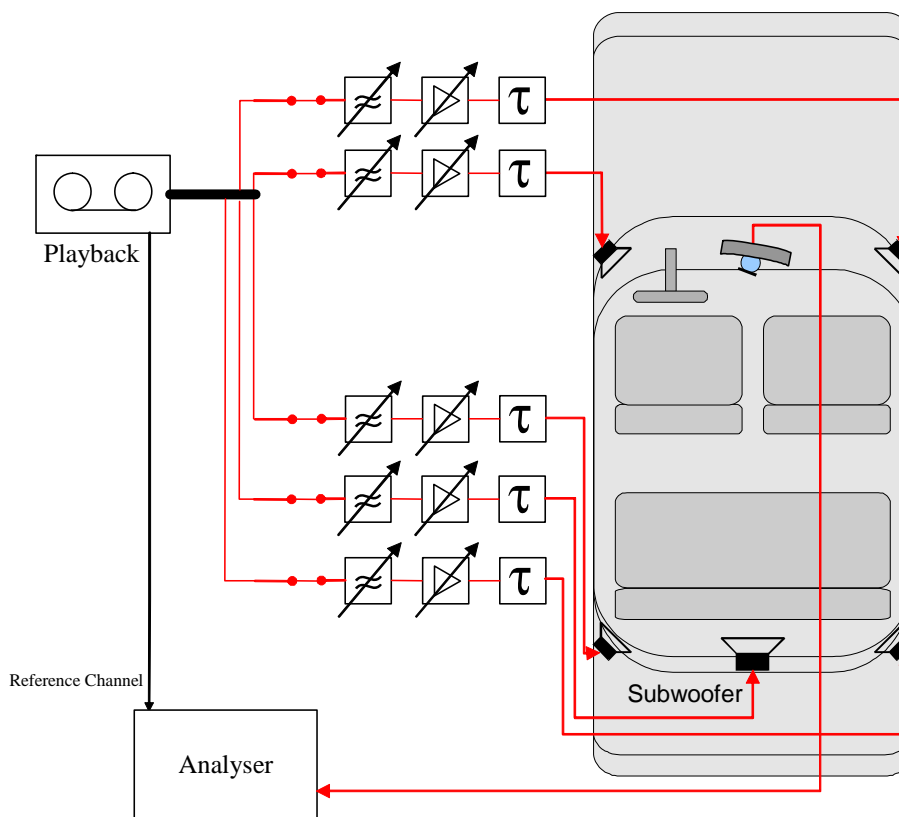 τ
τ
Playback
τ
τ
τ
Reference Channel
Subwoofer
Analyser